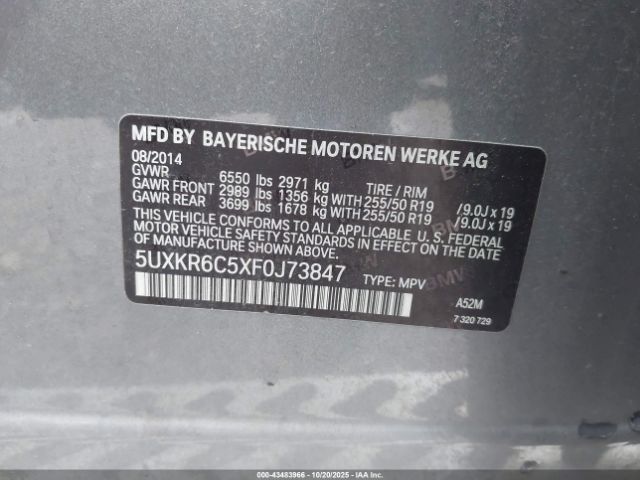 MFD BY BAYERISCHE MOTOREN WERKE AG
08/2014
GVWR 6550 lbs 2971 kg TIRE / RIM
GAWR FRONT 2989 lbs 1356 kg WITH 255/50 R19 /9.0J x 19
GAWR REAR 3699 lbs 1678 kg WITH 255/50 R19 /9.0J x 19
THIS VEHICLE CONFORMS TO ALL APPLICABLE U.S. FEDERAL
MOTOR VEHICLE SAFETY STANDARDS IN EFFECT ON THE DATE
OF MANUFACTURE SHOWN ABOVE.
5UXKR6C5XF0J73847 TYPE: MPV
A52M
7 320 729
000-43483966 - 10/20/2025 - IAA Inc.